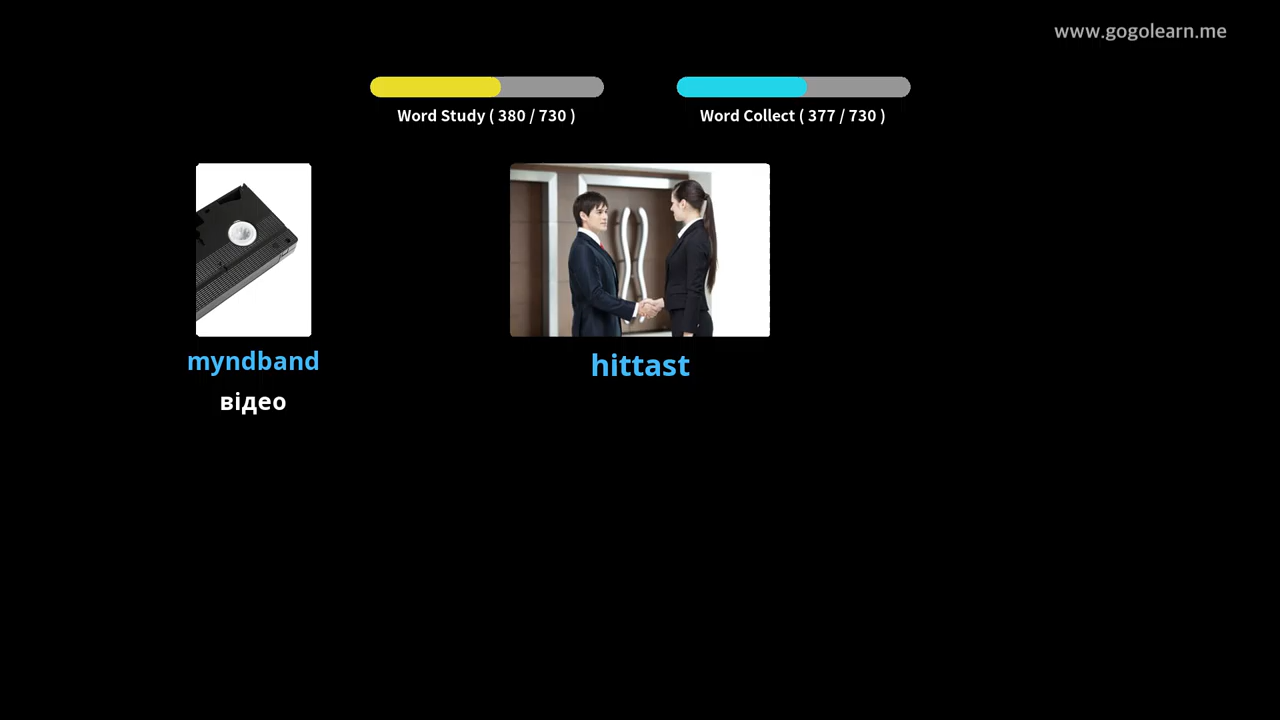 www.gogolearn.me
Word Study ( 380 / 730 )
Word Collect ( 377 / 730 )
myndband
відео
hittast